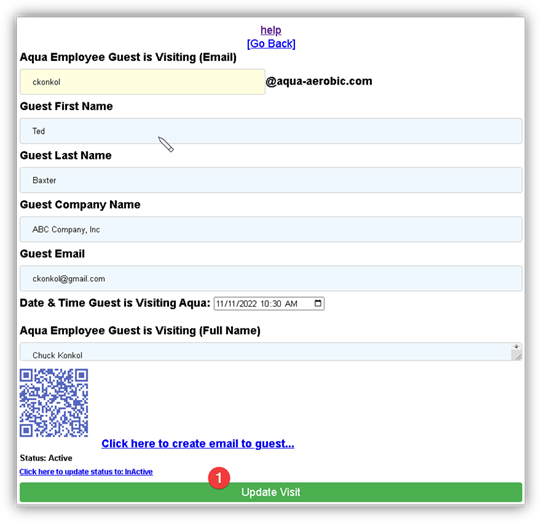 help
[Go Back]
Aqua Employee Guest is Visiting (Email)
ckonkol @aqua-aerobic.com
Guest First Name
Ted
Guest Last Name
Baxter
Guest Company Name
ABC Company, Inc
Guest Email
ckonkol@gmail.com
Date & Time Guest is Visiting Aqua: 11/11/2022 10:30 AM
Aqua Employee Guest is Visiting (Full Name)
Chuck Konkol
Click here to create email to guest...
Status: Active
Click here to update status to: InActive
1
Update Visit